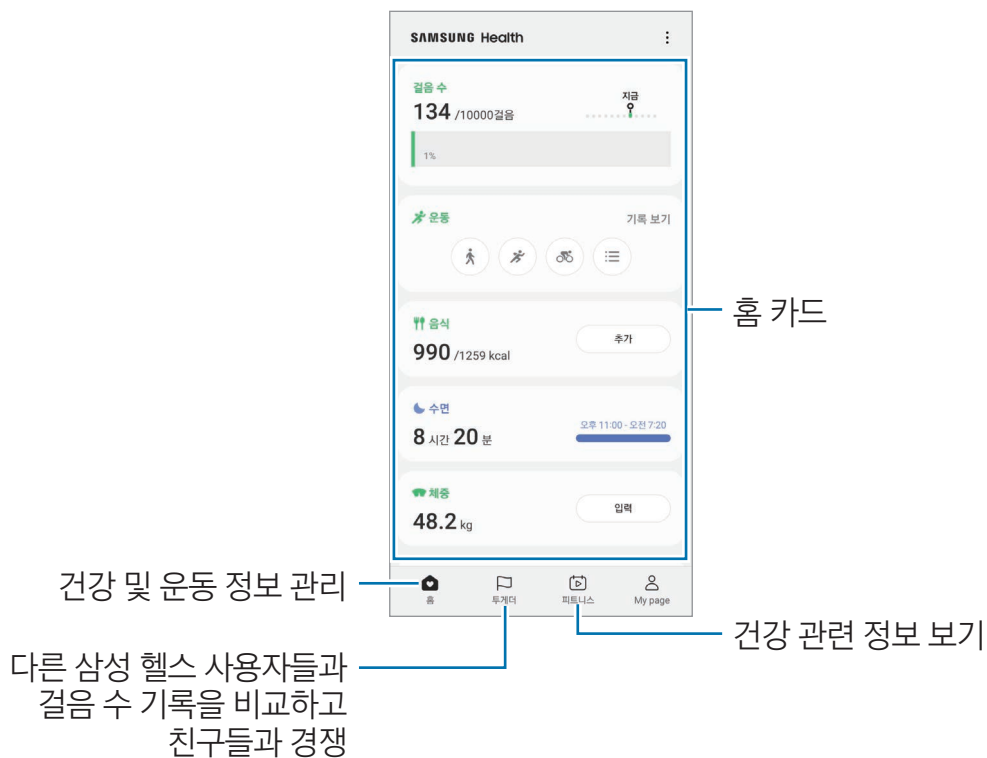 SAMSUNG Health
걸음 수
134 /10000걸음
지금
1%
운동
기록 보기
음식
990 /1259 kcal
추가
수면
8 시간 20 분
오후 11:00 - 오전 7:20
체중
48.2 kg
입력
홈
투게더
피트니스
My page
홈 카드
건강 및 운동 정보 관리
건강 관련 정보 보기
다른 삼성 헬스 사용자들과
걸음 수 기록을 비교하고
친구들과 경쟁